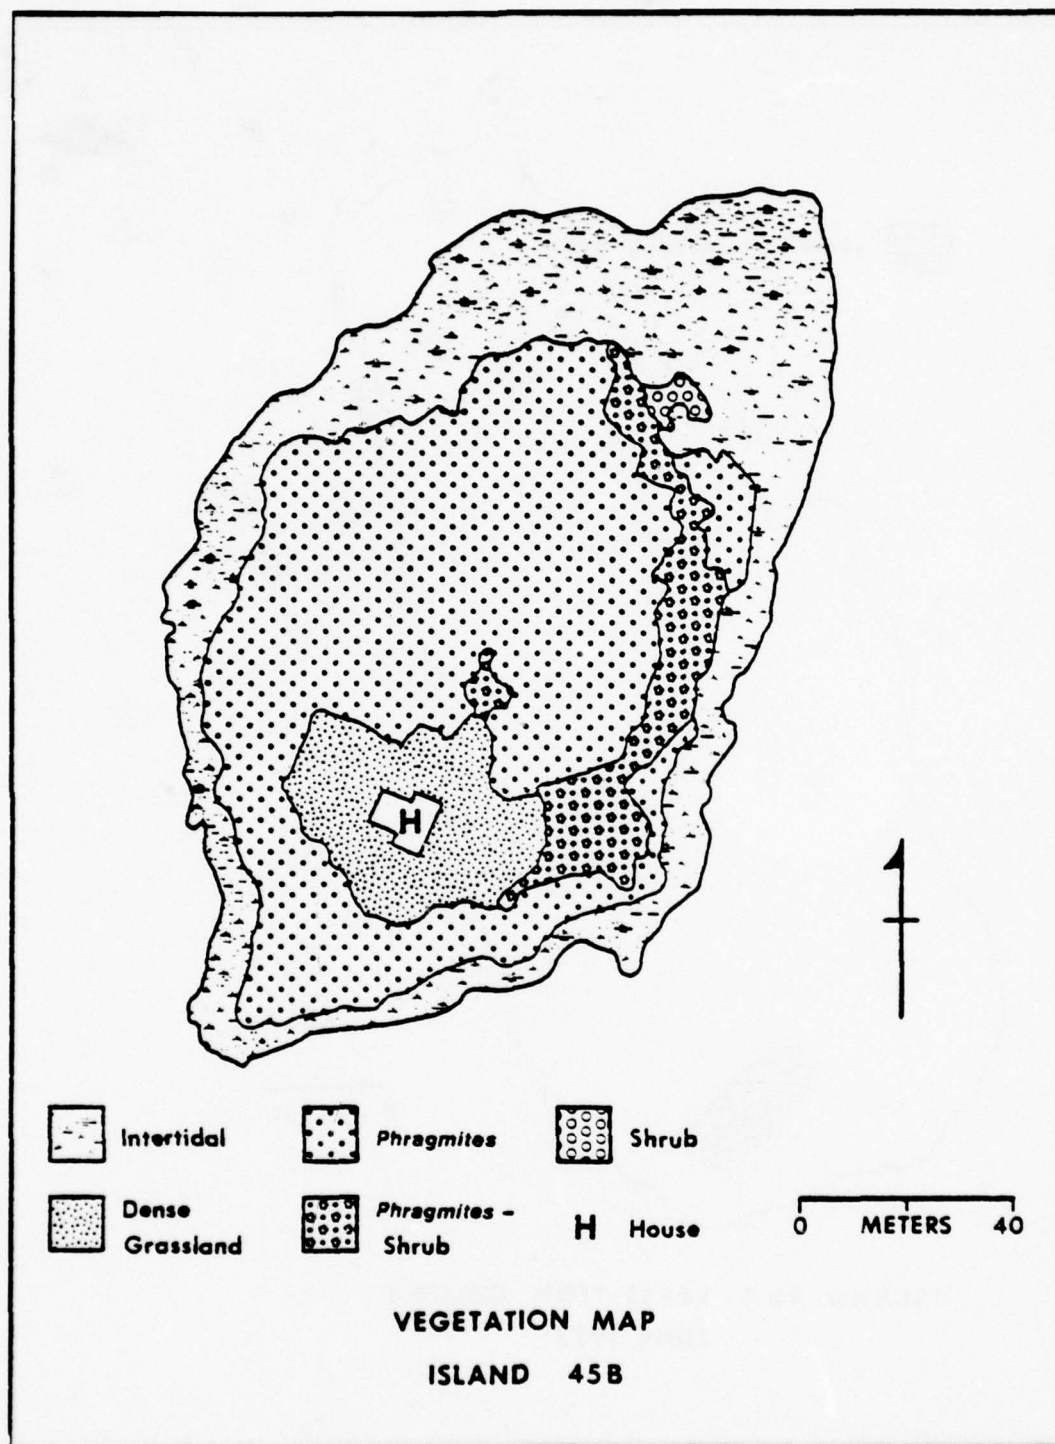 H
Intertidal
Phragmites
Shrub
Dense
Grassland
Phragmites –
Shrub
H House
0 METERS 40
VEGETATION MAP
ISLAND 45B